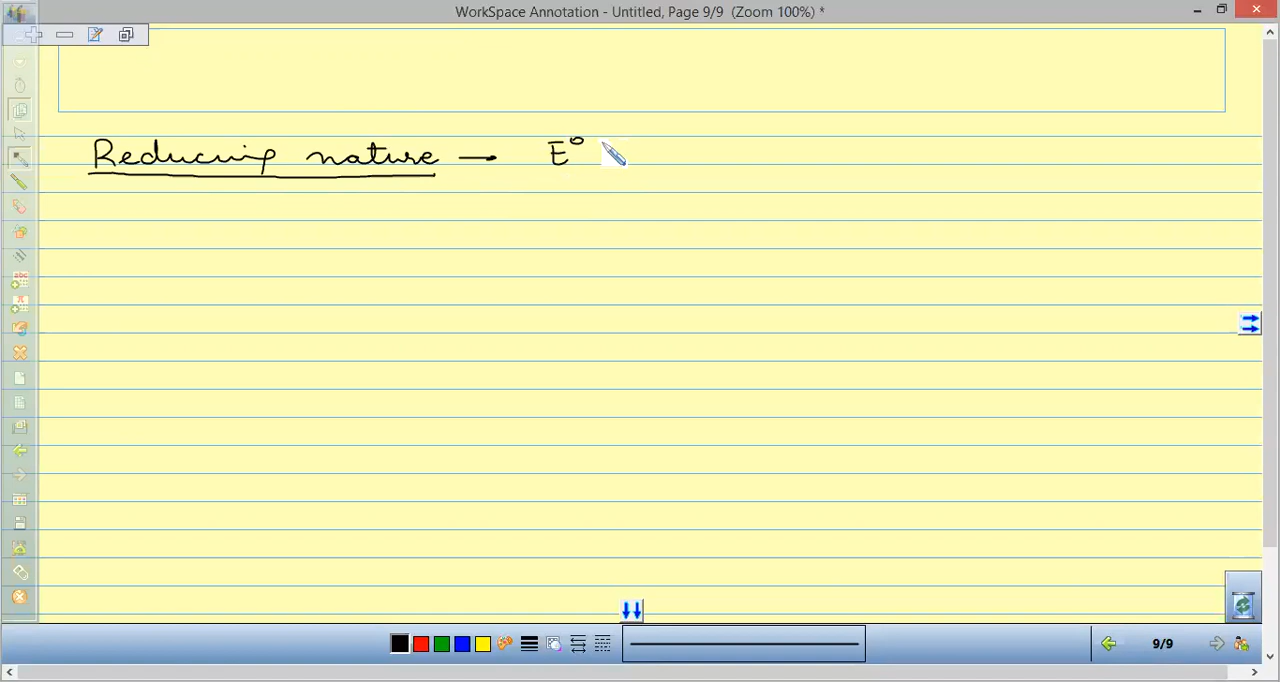 WorkSpace Annotation - Untitled, Page 9/9 (Zoom 100%) *
Reducing nature — E°
9/9